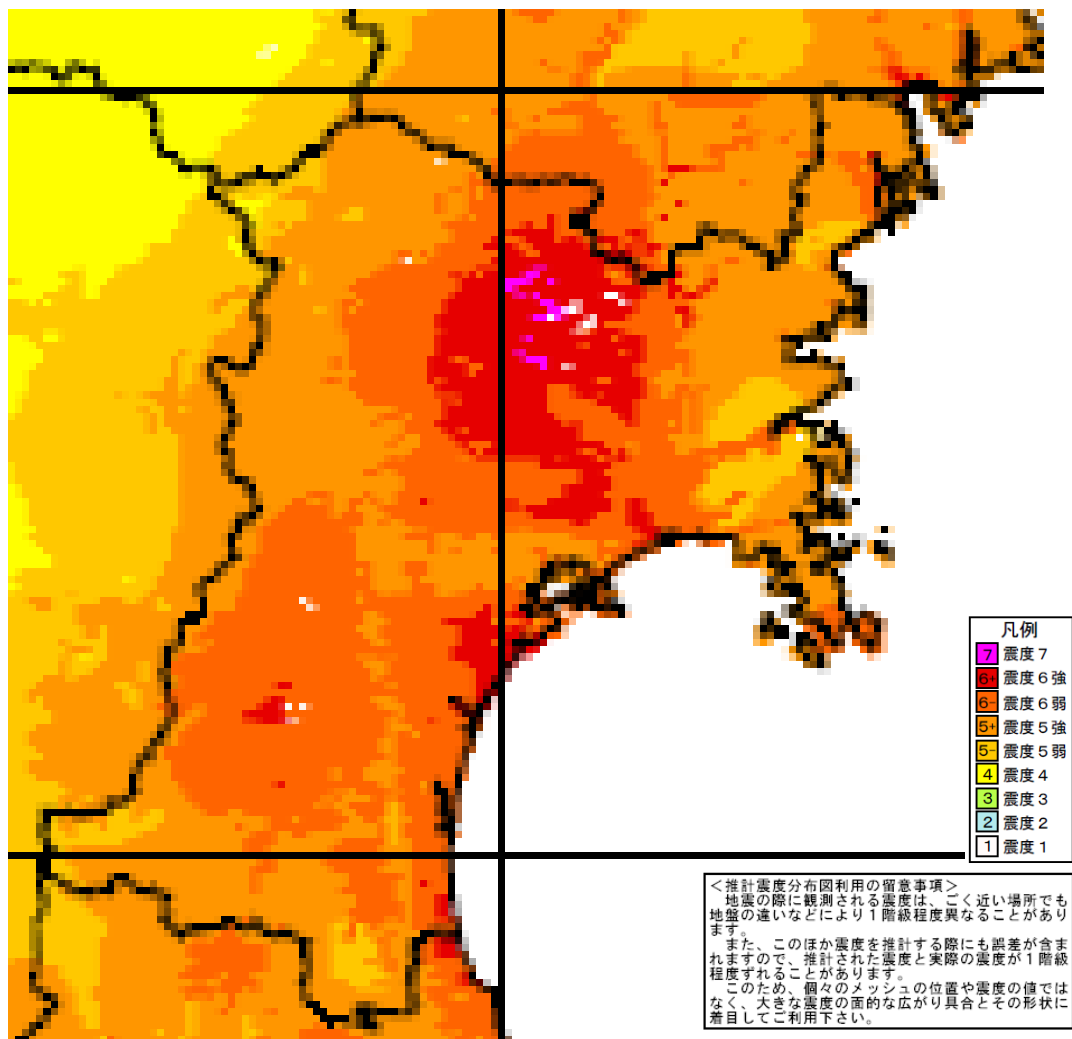 凡例
7 震度７
6+ 震度６強
6- 震度６弱
5+ 震度５強
5- 震度５弱
4 震度４
3 震度３
2 震度２
1 震度１
＜推計震度分布図利用の留意事項＞
　地震の際に観測される震度は、ごく近い場所でも
地盤の違いなどにより１階級程度異なることがあり
ます。
　また、このほか震度を推計する際にも誤差が含ま
れますので、推計された震度と実際の震度が１階級
程度ずれることがあります。
　このため、個々のメッシュの位置や震度の値では
なく、大きな震度の面的な広がり具合とその形状に
着目してご利用下さい。